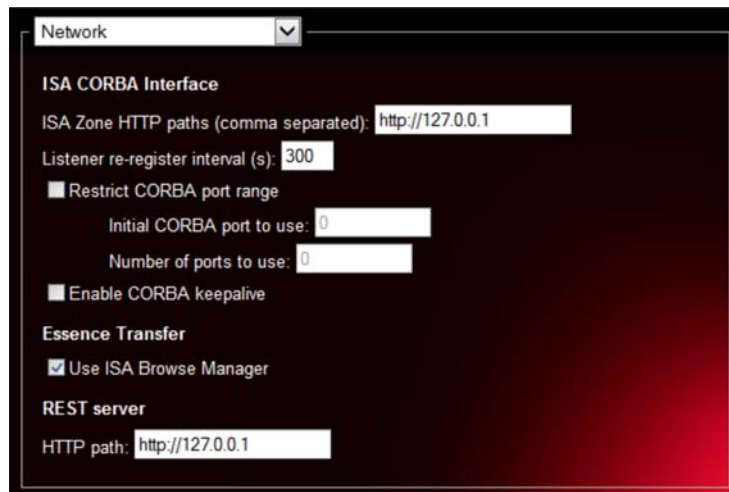 Network
ISA CORBA Interface
ISA Zone HTTP paths (comma separated): http://127.0.0.1
Listener re-register interval (s): 300
Restrict CORBA port range
Initial CORBA port to use: 0
Number of ports to use: 0
Enable CORBA keepalive
Essence Transfer
Use ISA Browse Manager
REST server
HTTP path: http://127.0.0.1